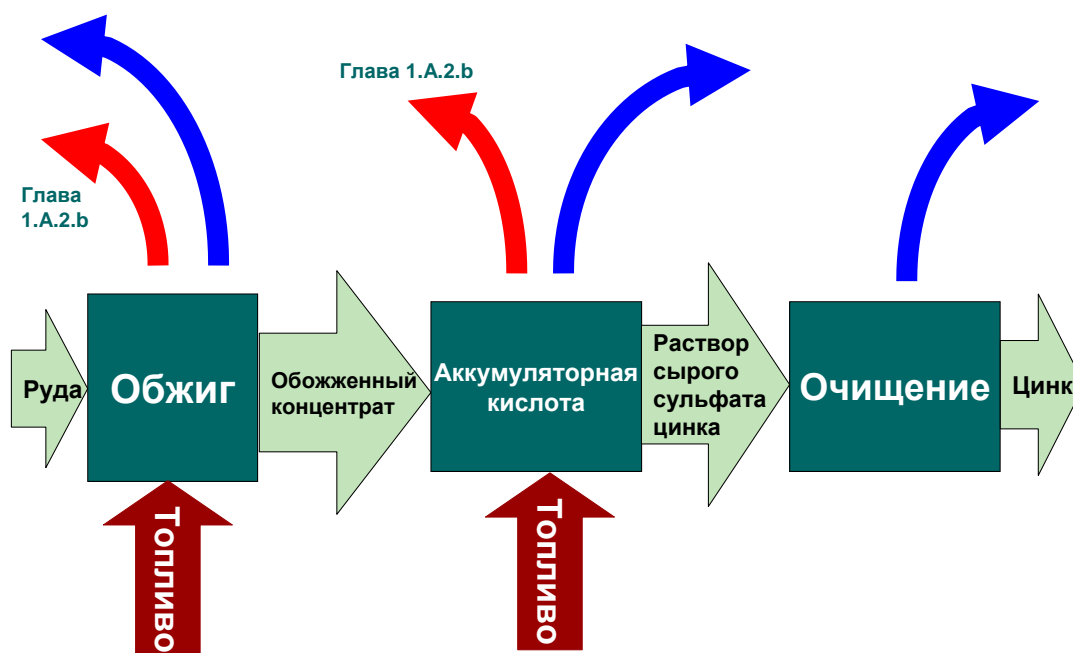 Глава 1.A.2.b
Глава
1.A.2.b
Руда
Обжиг
Обожженный
концентрат
Аккумуляторная
кислота
Раствор
сырого
сульфата
цинка
Очищение
Цинк
Топливо
Топливо